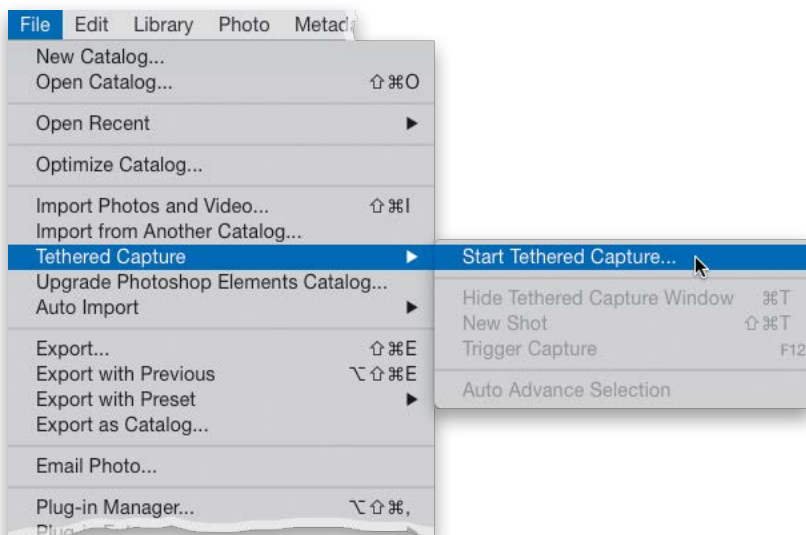 File Edit Library Photo
New Catalog...
Open Catalog... ⇧⌘O
Open Recent ▶
Optimize Catalog...
Import Photos and Video... ⇧⌘I
Import from Another Catalog...
Tethered Capture ▶
Start Tethered Capture...
Hide Tethered Capture Window ⌘T
New Shot ⇧⌘T
Trigger Capture F12
Auto Advance Selection
Upgrade Photoshop Elements Catalog...
Auto Import ▶
Export... ⇧⌘E
Export with Previous ⌥⇧⌘E
Export with Preset ▶
Export as Catalog...
Email Photo...
Plug-in Manager... ⌥⇧⌘,